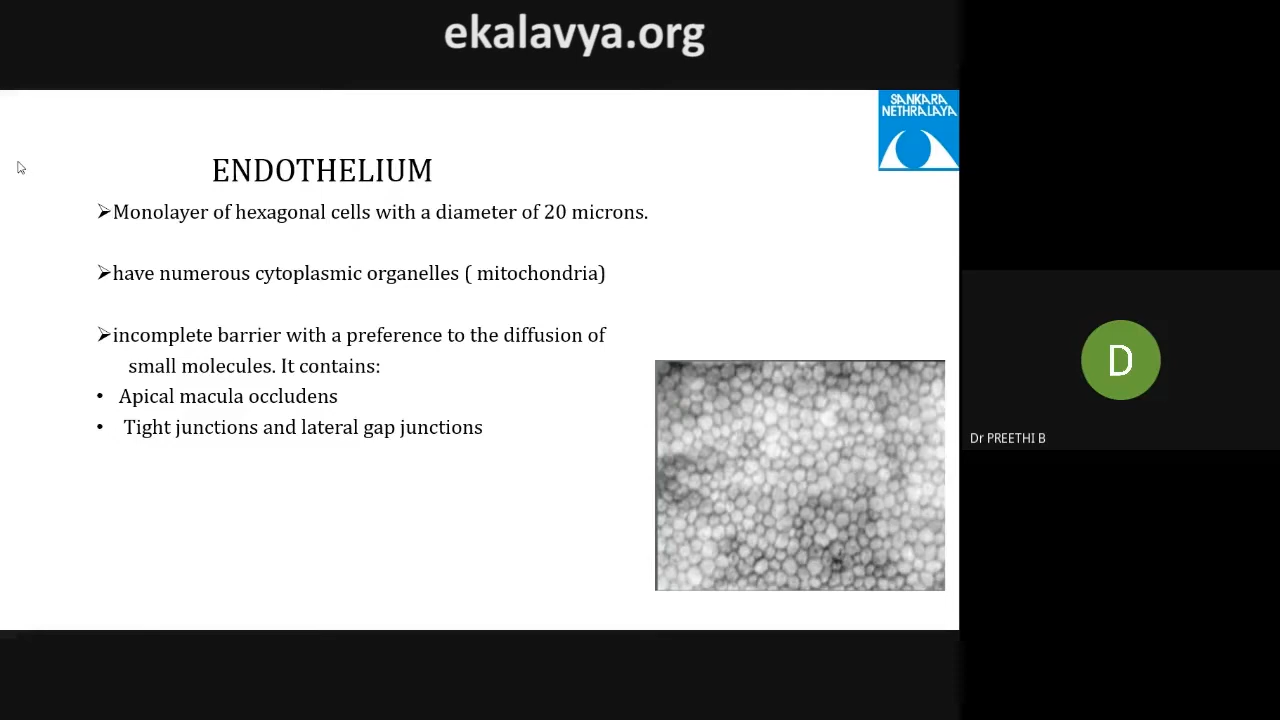 ekalavya.org
SANKARA
NETHRALAYA
ENDOTHELIUM
➢Monolayer of hexagonal cells with a diameter of 20 microns.
➢have numerous cytoplasmic organelles ( mitochondria)
➢incomplete barrier with a preference to the diffusion of
small molecules. It contains:
• Apical macula occludens
• Tight junctions and lateral gap junctions
D
Dr PREETHI B